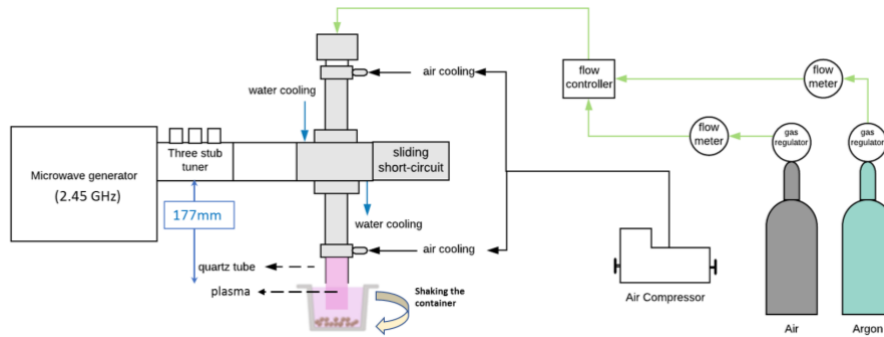 air cooling
flow
controller
flow
meter
water cooling
gas
regulator
gas
regulator
flow
meter
Three stub
tuner
sliding
short-circuit
Microwave generator
(2.45 GHz)
177mm
water cooling
air cooling
quartz tube
plasma
Shaking the
container
Air Compressor
Air
Argon